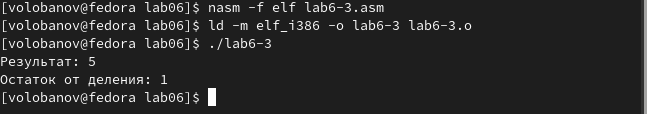 [volobanov@fedora lab06]$ nasm -f elf lab6-3.asm
[volobanov@fedora lab06]$ ld -m elf_i386 -o lab6-3 lab6-3.o
[volobanov@fedora lab06]$ ./lab6-3
Результат: 5
Остаток от деления: 1
[volobanov@fedora lab06]$